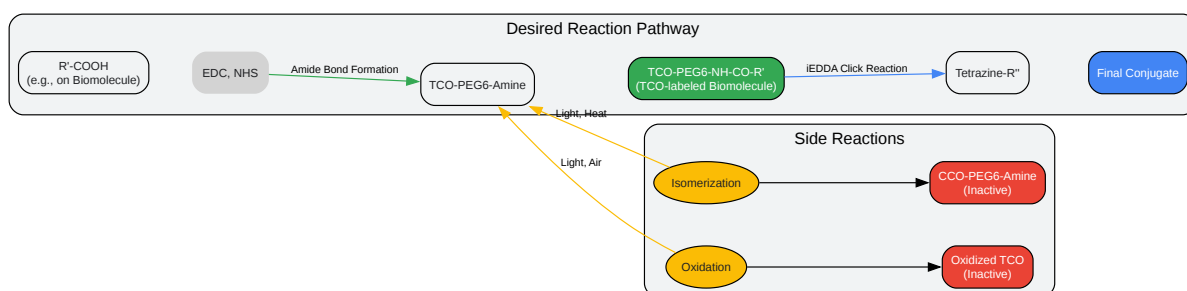 Desired Reaction Pathway
R'-COOH
(e.g., on Biomolecule)
EDC, NHS
Amide Bond Formation
TCO-PEG6-Amine
TCO-PEG6-NH-CO-R'
(TCO-labeled Biomolecule)
iEDDA Click Reaction
Tetrazine-R''
Final Conjugate
Light, Heat
Light, Air
Side Reactions
Isomerization
CCO-PEG6-Amine
(Inactive)
Oxidation
Oxidized TCO
(Inactive)